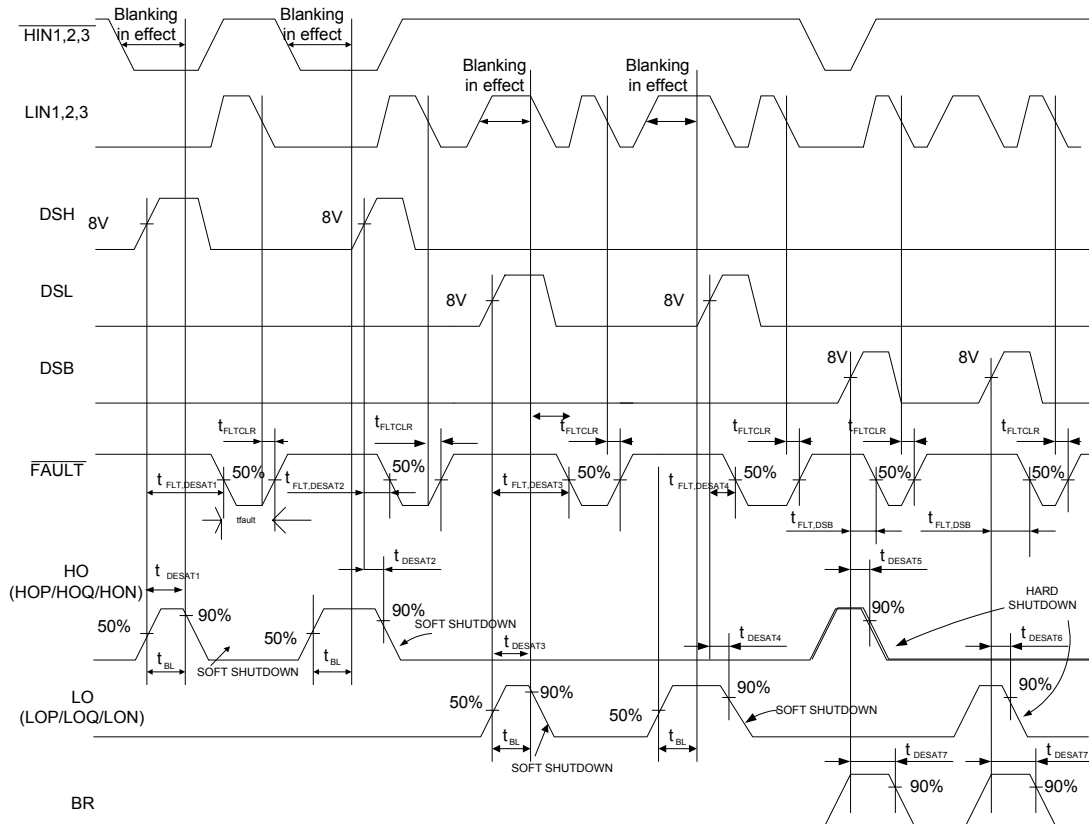 Blanking
in effect
Blanking
in effect
HIN1,2,3
Blanking
in effect
Blanking
in effect
LIN1,2,3
DSH
8V
8V
DSL
8V
8V
DSB
8V
8V
tFLTCLR
tFLTCLR
tFLTCLR
tFLTCLR
tFLTCLR
tFLTCLR
FAULT
50%
50%
50%
50%
50%
50%
tFLT,DESAT1
tFLT,DESAT2
tFLT,DESAT3
tFLT,DESAT4
tfault
tFLT,DSB
tFLT,DSB
HO
(HOP/HOQ/HON)
tDESAT1
tDESAT2
tDESAT5
HARD
SHUTDOWN
50%
90%
50%
90%
90%
SOFT SHUTDOWN
tDESAT3
tDESAT4
tDESAT6
tBL
SOFT SHUTDOWN
tBL
LO
(LOP/LOQ/LON)
50%
90%
50%
90%
90%
SOFT SHUTDOWN
tBL
tBL
SOFT SHUTDOWN
tDESAT7
tDESAT7
BR
90%
90%